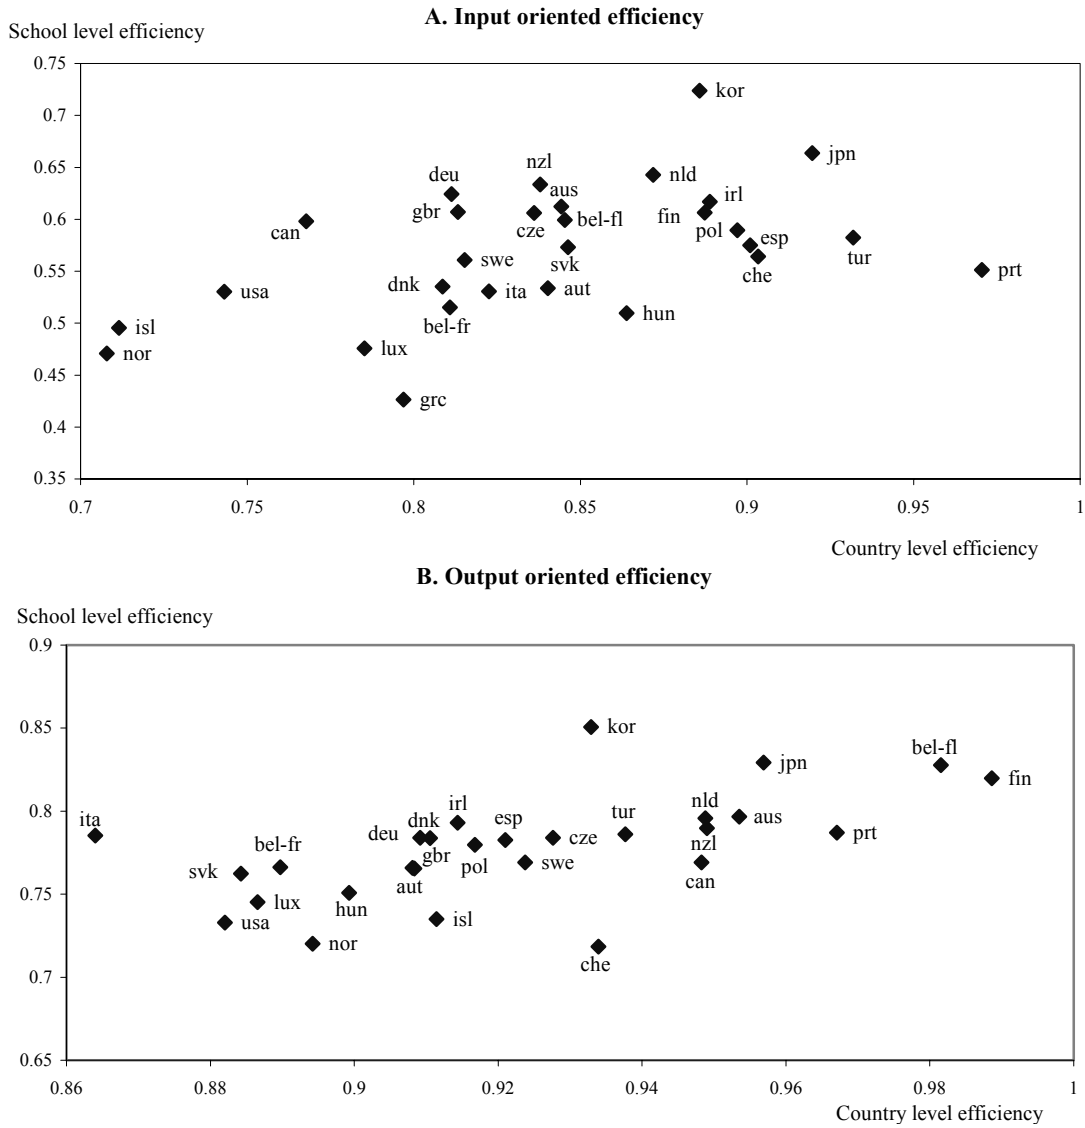 A. Input oriented efficiency
School level efficiency
0.75
kor
0.7
jpn
0.65
nzl
deu
nld
aus
irl
gbr
fin
0.6
bel-fl
can
cze
pol
esp
tur
swe
svk
che
prt
0.55
dnk
usa
ita
aut
bel-fr
hun
isl
0.5
nor
lux
0.45
grc
0.4
0.35
0.7 0.75 0.8 0.85 0.9 0.95 1
Country level efficiency
B. Output oriented efficiency
School level efficiency
0.9
0.85
kor
bel-fl
jpn
fin
0.8
ita
irl
nld
dnk
esp
tur
aus
deu
cze
prt
bel-fr
gbr
nzl
svk
pol
swe
aut
can
lux
hun
0.75
usa
isl
nor
che
0.7
0.65
0.86 0.88 0.9 0.92 0.94 0.96 0.98 1
Country level efficiency